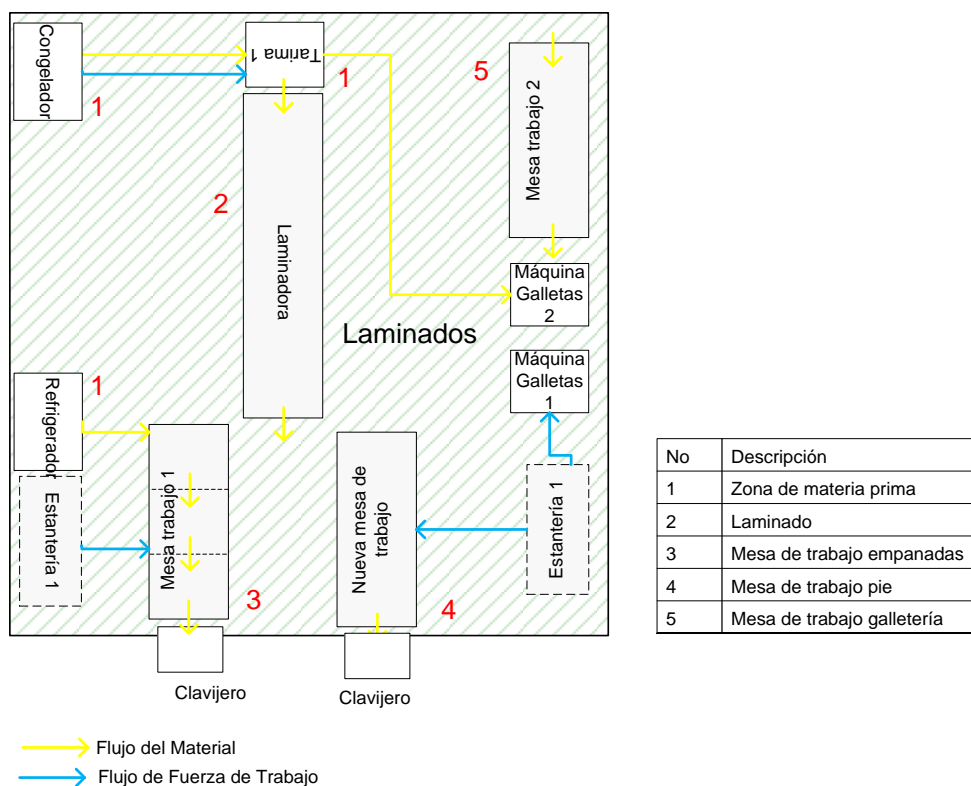 Congelador
1
Tarima 1
1
5
Mesa trabajo 2
2
Laminadora
Máquina
Galletas
2
Laminados
Máquina
Galletas
1
Refrigerador
1
Estantería 1
Mesa trabajo 1
3
Nueva mesa de
trabajo
4
Estantería 1
Clavijero
Clavijero
No Descripción
1 Zona de materia prima
2 Laminado
3 Mesa de trabajo empanadas
4 Mesa de trabajo pie
5 Mesa de trabajo galletería
Flujo del Material
Flujo de Fuerza de Trabajo